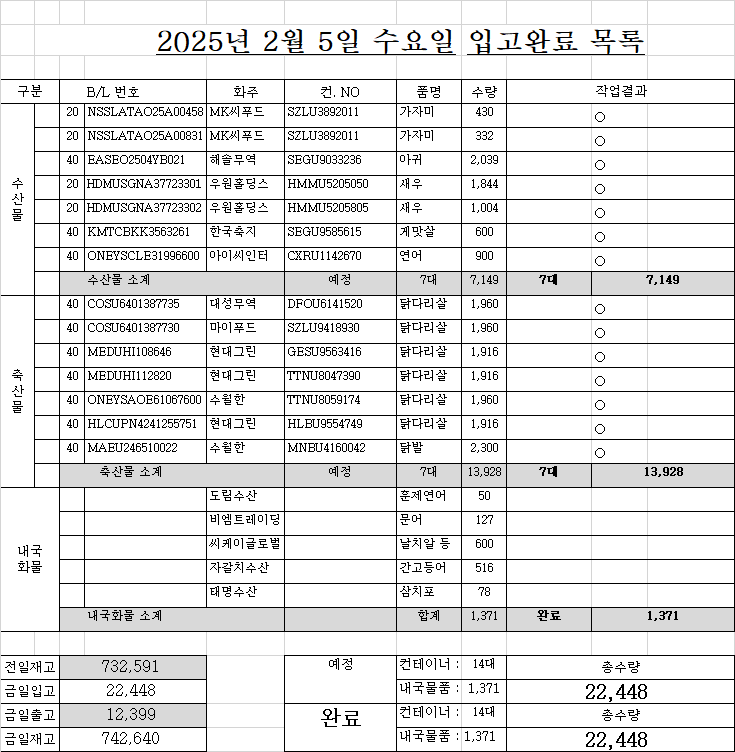 2025년 2월 5일 수요일 입고완료 목록
구분 B/L 번호 화주 컨. NO 품명 수량 작업결과
수산물
20 NSSLATAO25A00458 MK씨푸드 SZLU3892011 가자미 430 ○
20 NSSLATAO25A00831 MK씨푸드 SZLU3892011 가자미 332 ○
40 EASEO2504YB021 해솔무역 SEGU9033236 아귀 2,039 ○
20 HDMUSGNA37723301 우원홀딩스 HMMU5205050 새우 1,844 ○
20 HDMUSGNA37723302 우원홀딩스 HMMU5205805 새우 1,004 ○
40 KMTCBKK3563261 한국축지 SEGU9585615 게맛살 600 ○
40 ONEYSCLE31996600 아이씨인터 CXRU1142670 연어 900 ○
수산물 소계 예정 7대 7,149 7대 7,149
축산물
40 COSU6401387735 대성무역 DFOU6141520 닭다리살 1,960 ○
40 COSU6401387730 마이푸드 SZLU9418930 닭다리살 1,960 ○
40 MEDUHI108646 현대그린 GESU9563416 닭다리살 1,916 ○
40 MEDUHI112820 현대그린 TTNU8047390 닭다리살 1,916 ○
40 ONEYSAOE61067600 수월한 TTNU8059174 닭다리살 1,960 ○
40 HLCUPN4241255751 현대그린 HLBU9554749 닭다리살 1,916 ○
40 MAEU246510022 수월한 MNBU4160042 닭발 2,300 ○
축산물 소계 예정 7대 13,928 7대 13,928
내국
화물
도림수산 훈제연어 50
비엠트레이딩 문어 127
씨케이글로벌 날치알 등 600
자갈치수산 간고등어 516
태명수산 삼치포 78
내국화물 소계 합계 1,371 완료 1,371
전일재고 732,591 예정 컨테이너 : 14대 총수량
금일입고 22,448 내국물품 : 1,371 22,448
금일출고 12,399 완료 컨테이너 : 14대 총수량
금일재고 742,640 내국물품 : 1,371 22,448